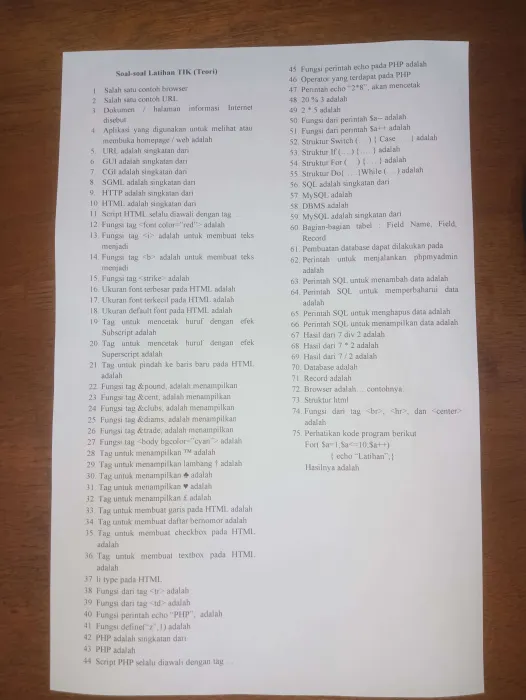 Soal-soal Latihan TIK (Teori)
1 Salah satu contoh browser
2 Salah satu contoh URL
3 Dokumen / halaman informasi Internet
disebut
4 Aplikasi yang digunakan untuk melihat atau
membuka homepage / web adalah
5. URL adalah singkatan dari
6 GUI adalah singkatan dari
7 CGI adalah singkatan dari
8. SGML adalah singkatan dari
9. HTTP adalah singkatan dari
10 HTML adalah singkatan dari
11 Script HTML selalu diawali dengan tag ...
12. Fungsi tag <font color="red"> adalah
13. Fungsi tag <i> adalah untuk membuat teks
menjadi
14. Fungsi tag <b> adalah untuk membuat teks
menjadi
15. Fungsi tag <strike> adalah
16. Ukuran font terbesar pada HTML adalah
17. Ukuran font terkecil pada HTML adalah
18. Ukuran default font pada HTML adalah
19 Tag untuk mencetak huruf dengan efek
Subscript adalah
20. Tag untuk mencetak huruf dengan efek
Superscript adalah
21 Tag untuk pindah ke baris baru pada HTML
adalah
22. Fungsi tag &pound, adalah menampilkan
23 Fungsi tag &cent, adalah menampilkan
24 Fungsi tag &clubs, adalah menampilkan
25 Fungsi tag &diams, adalah menampilkan
26 Fungsi tag &trade, adalah menampilkan
27 Fungsi tag <body bgcolor="cyan"> adalah
28 Tag untuk menampilkan ™ adalah
29 Tag untuk menampilkan lambang † adalah
30 Tag untuk menampilkan ♣ adalah
31 Tag untuk menampilkan ♥ adalah
32 Tag untuk menampilkan £ adalah
33 Tag untuk membuat garis pada HTML adalah
34 Tag untuk membuat daftar bernomor adalah
35 Tag untuk membuat checkbox pada HTML
adalah
36 Tag untuk membuat textbox pada HTML
adalah
37 li type pada HTML
38 Fungsi dari tag <tr> adalah
39 Fungsi dari tag <td> adalah
40 Fungsi perintah echo "PHP", adalah
41 Fungsi define("z",1) adalah
42 PHP adalah singkatan dari
43 PHP adalah
44 Script PHP selalu diawali dengan tag ...
45 Fungsi perintah echo pada PHP adalah
46 Operator yang terdapat pada PHP
47 Perintah echo "2*8", akan mencetak
48 20 % 3 adalah
49 2 * 5 adalah
50 Fungsi dari perintah $a-- adalah
51 Fungsi dari perintah $a++ adalah
52. Struktur Switch (...) { Case ... } adalah
53. Struktur If (....) {.....} adalah
54 Struktur For ( ... ) { ... } adalah
55. Struktur Do{ ... }While (....) adalah
56. SQL adalah singkatan dari
57 MySQL adalah
58 DBMS adalah
59. MySQL adalah singkatan dari
60 Bagian-bagian tabel : Field Name, Field,
Record
61 Pembuatan database dapat dilakukan pada
62. Perintah untuk menjalankan phpmyadmin
adalah
63. Perintah SQL untuk menambah data adalah
64. Perintah SQL untuk memperbaharui data
adalah
65 Perintah SQL untuk menghapus data adalah
66 Perintah SQL untuk menampilkan data adalah
67 Hasil dari 7 div 2 adalah
68 Hasil dari 7 * 2 adalah
69. Hasil dari 7 / 2 adalah
70. Database adalah
71. Record adalah
72. Browser adalah... contohnya..
73. Struktur html
74. Fungsi dari tag <br>, <hr>, dan <center>
adalah
75. Perhatikan kode program berikut
For( $a=1,$a<=10,$a++)
{ echo "Latihan",}
Hasilnya adalah